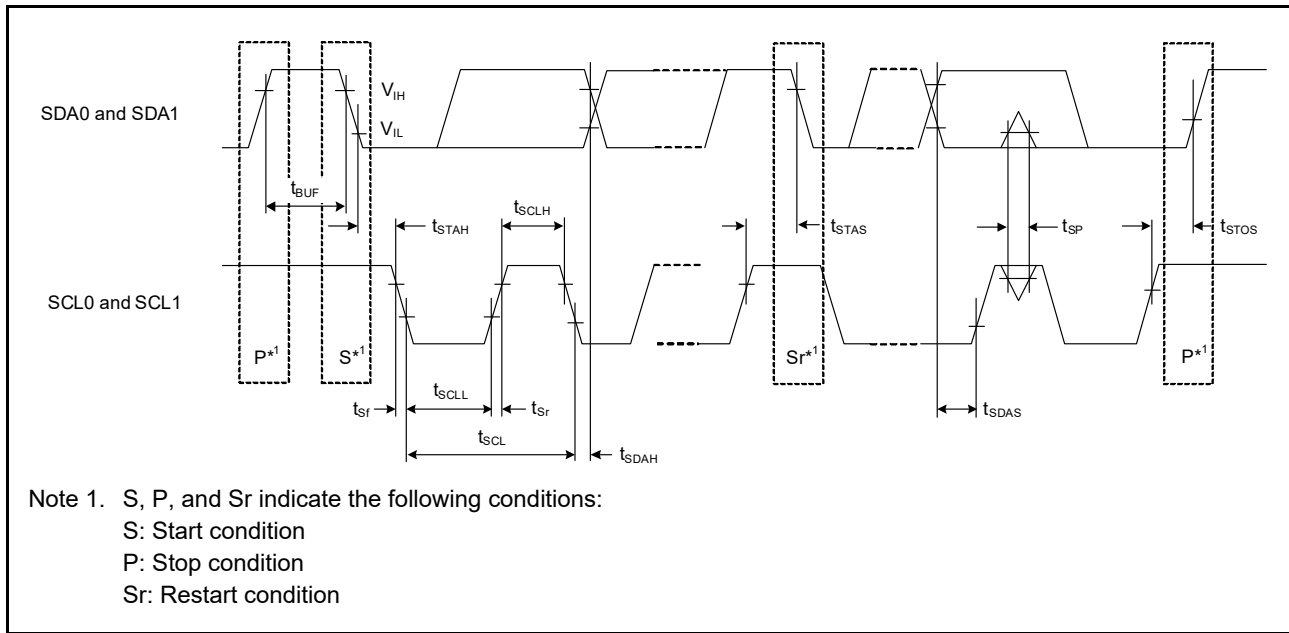 SDA0 and SDA1
V_IH
V_IL
t_BUF
t_SCLH
t_STAH
t_STAS
t_SP
t_STOS
SCL0 and SCL1
P*1
S*1
Sr*1
P*1
t_Sf
t_SCLL
t_Sr
t_SCL
t_SDAH
t_SDAS
Note 1. S, P, and Sr indicate the following conditions:
S: Start condition
P: Stop condition
Sr: Restart condition